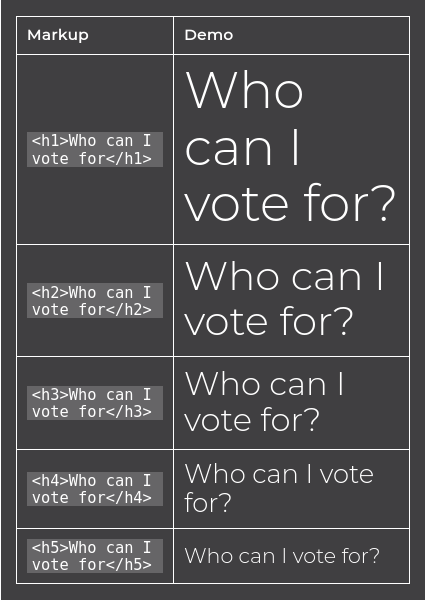 Markup
Demo
<h1>Who can I
vote for</h1>
Who
can I
vote for?
<h2>Who can I
vote for</h2>
Who can I
vote for?
<h3>Who can I
vote for</h3>
Who can I
vote for?
<h4>Who can I
vote for</h4>
Who can I vote
for?
<h5>Who can I
vote for</h5>
Who can I vote for?